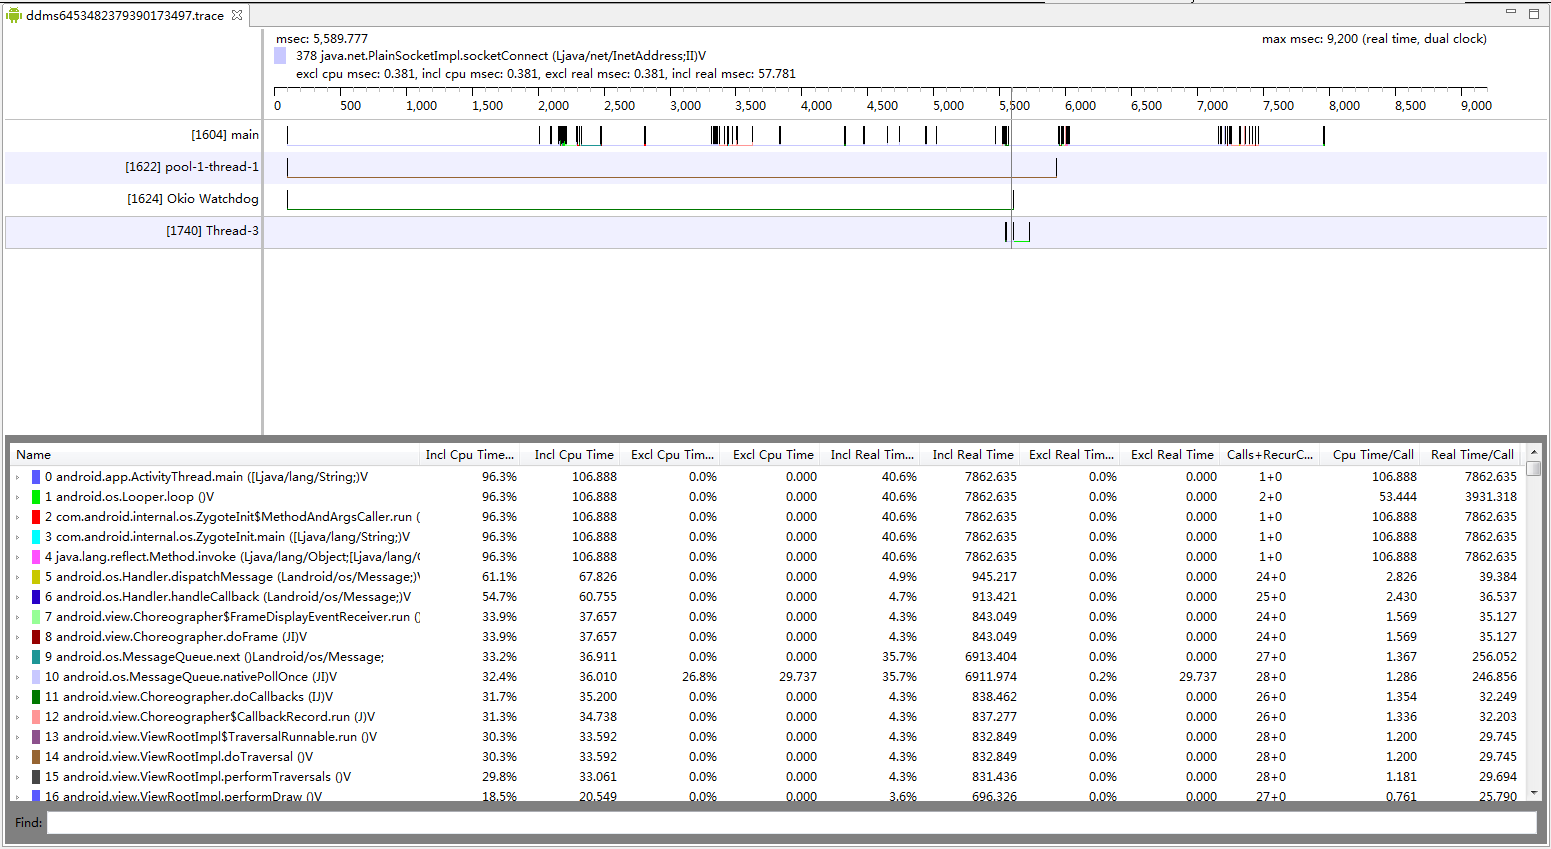 ddms6453482379390173497.trace
msec: 5,589.777 max msec: 9,200 (real time, dual clock)
378 java.net.PlainSocketImpl.socketConnect (Ljava/net/InetAddress;II)V
excl cpu msec: 0.381, incl cpu msec: 0.381, excl real msec: 0.381, incl real msec: 57.781
0 500 1,000 1,500 2,000 2,500 3,000 3,500 4,000 4,500 5,000 5,500 6,000 6,500 7,000 7,500 8,000 8,500 9,000
[1604] main
[1622] pool-1-thread-1
[1624] Okio Watchdog
[1740] Thread-3
Name Incl Cpu Time... Incl Cpu Time Excl Cpu Tim... Excl Cpu Time Incl Real Tim... Incl Real Time Excl Real Tim... Excl Real Time Calls+RecurC... Cpu Time/Call Real Time/Call
0 android.app.ActivityThread.main ([Ljava/lang/String;)V 96.3% 106.888 0.0% 0.000 40.6% 7862.635 0.0% 0.000 1+0 106.888 7862.635
1 android.os.Looper.loop ()V 96.3% 106.888 0.0% 0.000 40.6% 7862.635 0.0% 0.000 2+0 53.444 3931.318
2 com.android.internal.os.ZygoteInit$MethodAndArgsCaller.run ( 96.3% 106.888 0.0% 0.000 40.6% 7862.635 0.0% 0.000 1+0 106.888 7862.635
3 com.android.internal.os.ZygoteInit.main ([Ljava/lang/String;)V 96.3% 106.888 0.0% 0.000 40.6% 7862.635 0.0% 0.000 1+0 106.888 7862.635
4 java.lang.reflect.Method.invoke (Ljava/lang/Object;[Ljava/lang/( 96.3% 106.888 0.0% 0.000 40.6% 7862.635 0.0% 0.000 1+0 106.888 7862.635
5 android.os.Handler.dispatchMessage (Landroid/os/Message;)V 61.1% 67.826 0.0% 0.000 4.9% 945.217 0.0% 0.000 24+0 2.826 39.384
6 android.os.Handler.handleCallback (Landroid/os/Message;)V 54.7% 60.755 0.0% 0.000 4.7% 913.421 0.0% 0.000 25+0 2.430 36.537
7 android.view.Choreographer$FrameDisplayEventReceiver.run () 33.9% 37.657 0.0% 0.000 4.3% 843.049 0.0% 0.000 24+0 1.569 35.127
8 android.view.Choreographer.doFrame (JI)V 33.9% 37.657 0.0% 0.000 4.3% 843.049 0.0% 0.000 24+0 1.569 35.127
9 android.os.MessageQueue.next ()Landroid/os/Message; 33.2% 36.911 0.0% 0.000 35.7% 6913.404 0.0% 0.000 27+0 1.367 256.052
10 android.os.MessageQueue.nativePollOnce (JI)V 32.4% 36.010 26.8% 29.737 35.7% 6911.974 0.2% 29.737 28+0 1.286 246.856
11 android.view.Choreographer.doCallbacks (IJ)V 31.7% 35.200 0.0% 0.000 4.3% 838.462 0.0% 0.000 26+0 1.354 32.249
12 android.view.Choreographer$CallbackRecord.run (J)V 31.3% 34.738 0.0% 0.000 4.3% 837.277 0.0% 0.000 26+0 1.336 32.203
13 android.view.ViewRootImpl$TraversalRunnable.run ()V 30.3% 33.592 0.0% 0.000 4.3% 832.849 0.0% 0.000 28+0 1.200 29.745
14 android.view.ViewRootImpl.doTraversal ()V 30.3% 33.592 0.0% 0.000 4.3% 832.849 0.0% 0.000 28+0 1.200 29.745
15 android.view.ViewRootImpl.performTraversals ()V 29.8% 33.061 0.0% 0.000 4.3% 831.436 0.0% 0.000 28+0 1.181 29.694
16 android.view.ViewRootImpl.performDraw ()V 18.5% 20.549 0.0% 0.000 3.6% 696.326 0.0% 0.000 27+0 0.761 25.790
Find: